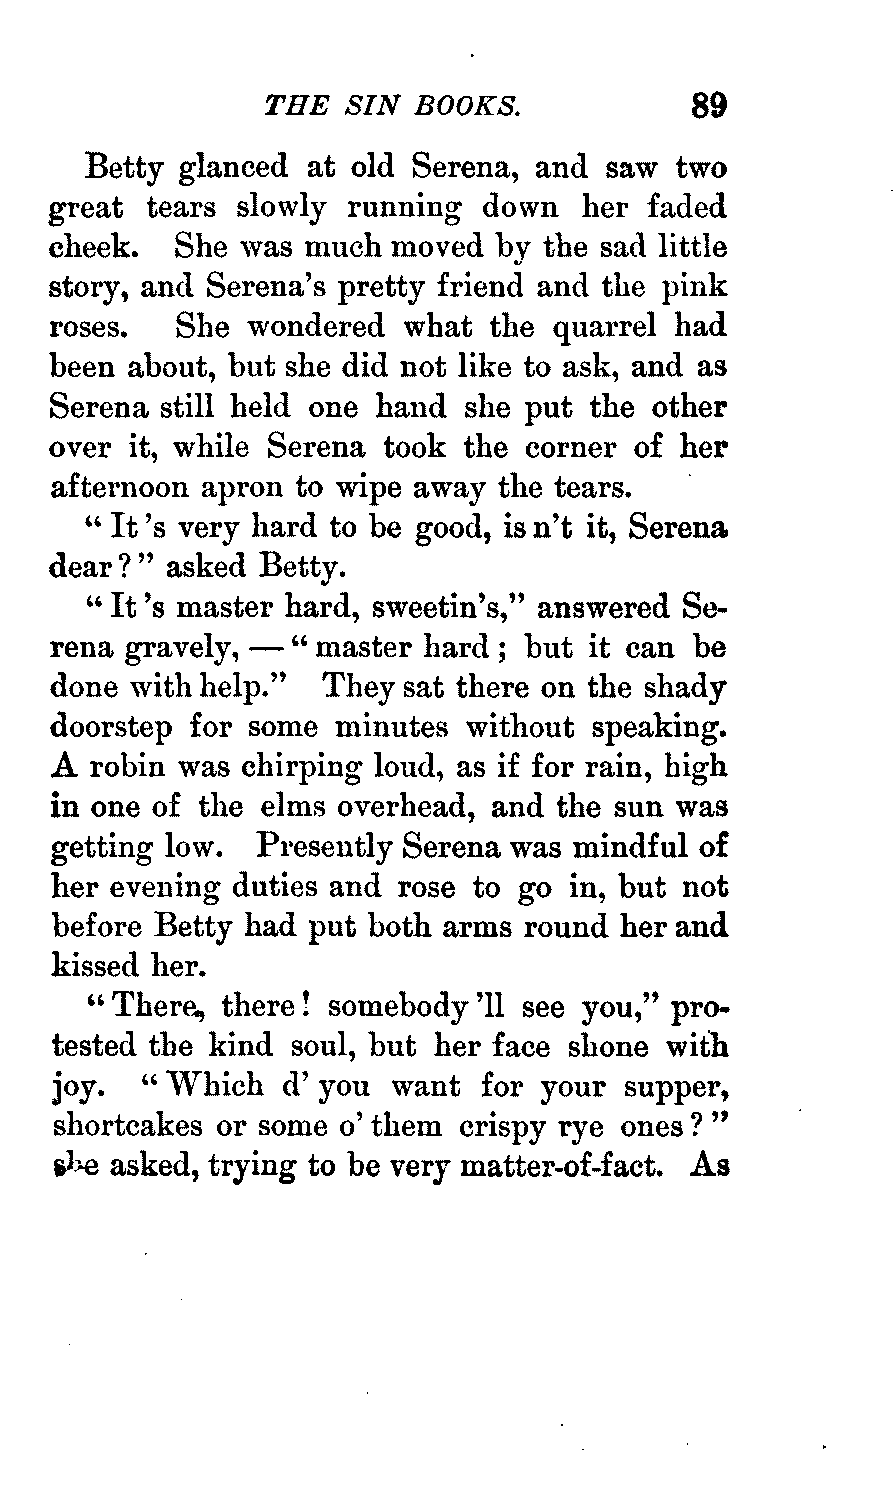 THE SIN BOOKS. 89
Betty glanced at old Serena, and saw two
great tears slowly running down her faded
cheek. She was much moved by the sad little
story, and Serena's pretty friend and the pink
roses. She wondered what the quarrel had
been about, but she did not like to ask, and as
Serena still held one hand she put the other
over it, while Serena took the corner of her
afternoon apron to wipe away the tears.
“ It 's very hard to be good, is n't it, Serena
dear? ” asked Betty.
“ It 's master hard, sweetin's,” answered Se-
rena gravely, — “ master hard ; but it can be
done with help.” They sat there on the shady
doorstep for some minutes without speaking.
A robin was chirping loud, as if for rain, high
in one of the elms overhead, and the sun was
getting low. Presently Serena was mindful of
her evening duties and rose to go in, but not
before Betty had put both arms round her and
kissed her.
“ There, there! somebody 'll see you,” pro-
tested the kind soul, but her face shone with
joy. “ Which d' you want for your supper,
shortcakes or some o' them crispy rye ones? ”
she asked, trying to be very matter-of-fact. As